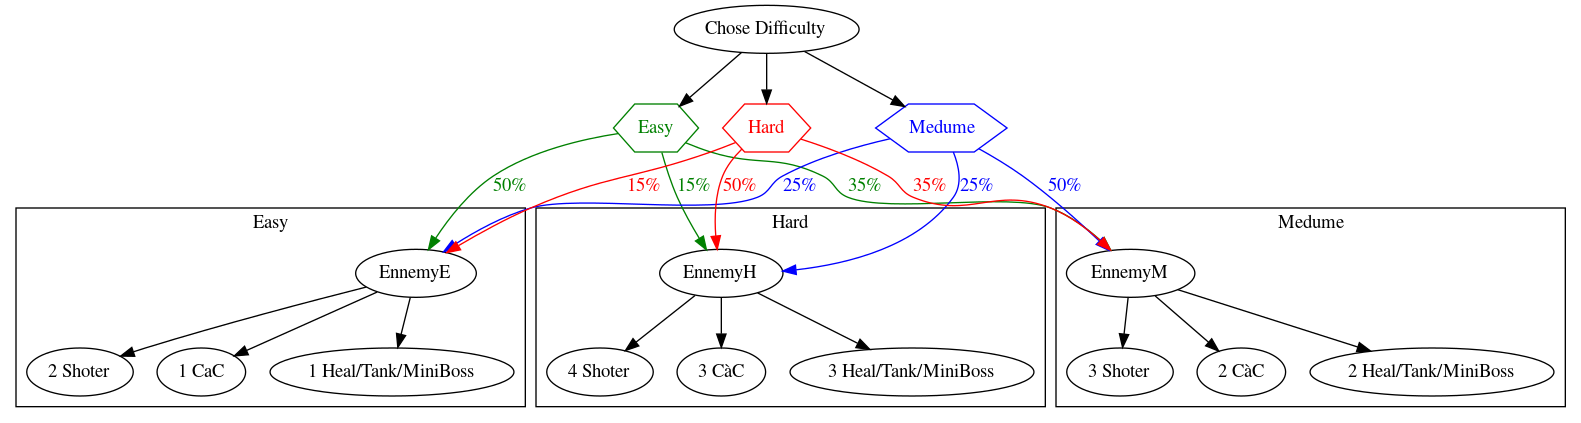 Chose Difficulty
Easy
Hard
Medume
50%
15%
15%
50%
25%
35%
35%
25%
50%
Easy
Hard
Medume
EnnemyE
EnnemyH
EnnemyM
2 Shoter
1 CaC
1 Heal/Tank/MiniBoss
4 Shoter
3 CàC
3 Heal/Tank/MiniBoss
3 Shoter
2 CàC
2 Heal/Tank/MiniBoss